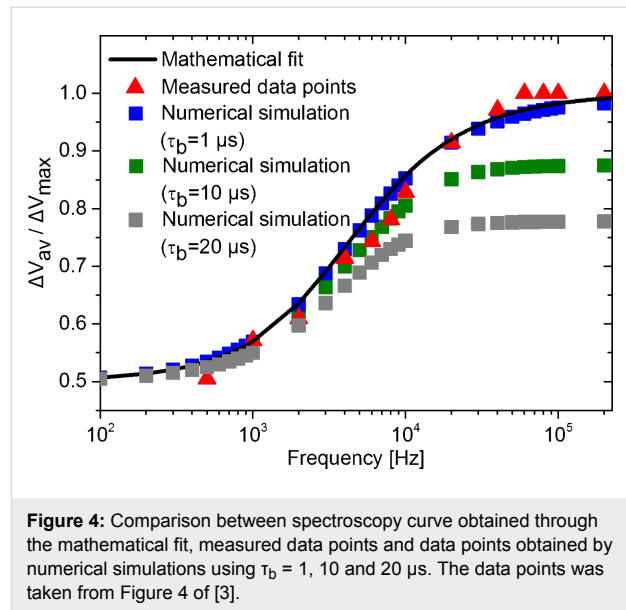 Mathematical fit
Measured data points
Numerical simulation
(τb=1 μs)
Numerical simulation
(τb=10 μs)
Numerical simulation
(τb=20 μs)
ΔVav / ΔVmax
1.0
0.9
0.8
0.7
0.6
0.5
10² 10³ 10⁴ 10⁵
Frequency [Hz]
Figure 4: Comparison between spectroscopy curve obtained through
the mathematical fit, measured data points and data points obtained by
numerical simulations using τb = 1, 10 and 20 μs. The data points was
taken from Figure 4 of [3].